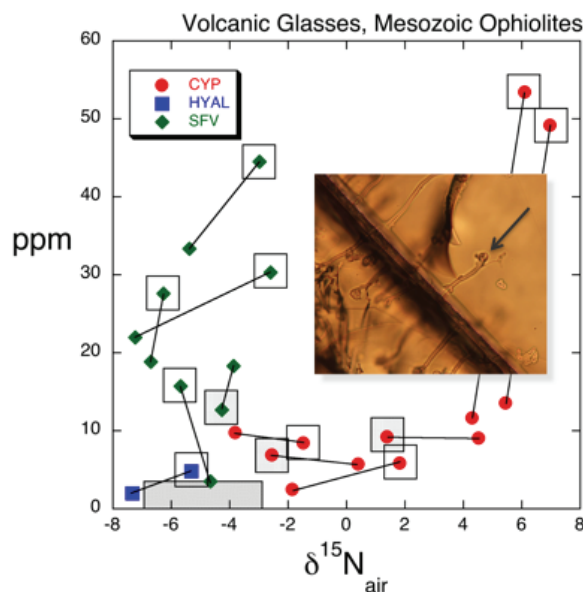 Volcanic Glasses, Mesozoic Ophiolites
60
50
40
30
20
10
0
ppm
CYP
HYAL
SFV
-8 -6 -4 -2 0 2 4 6 8
δ15Nair